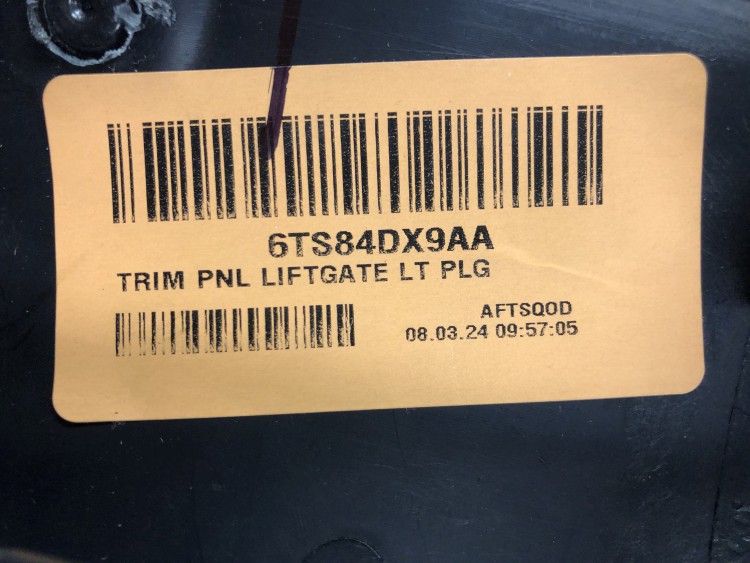 6TS84DX9AA
TRIM PNL LIFTGATE LT PLG
AFTSQOD
08.03.24 09:57:05